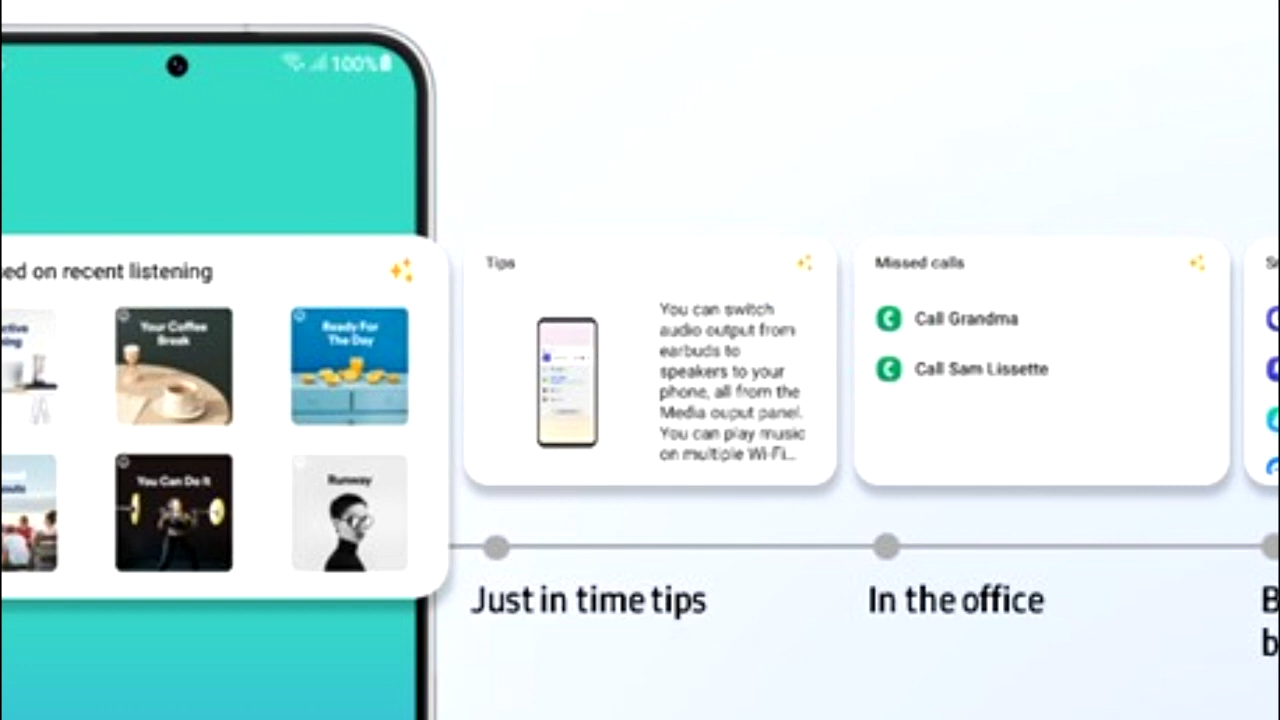 100%
ed on recent listening
ctive
ing
Your Coffee
Break
Ready For
The Day
You Can Do It
Runway
Tips
You can switch
audio output from
earbuds to
speakers to your
phone, all from the
Media ouput panel.
You can play music
on multiple Wi-Fi...
Missed calls
Call Grandma
Call Sam Lissette
Just in time tips
In the office
B
b